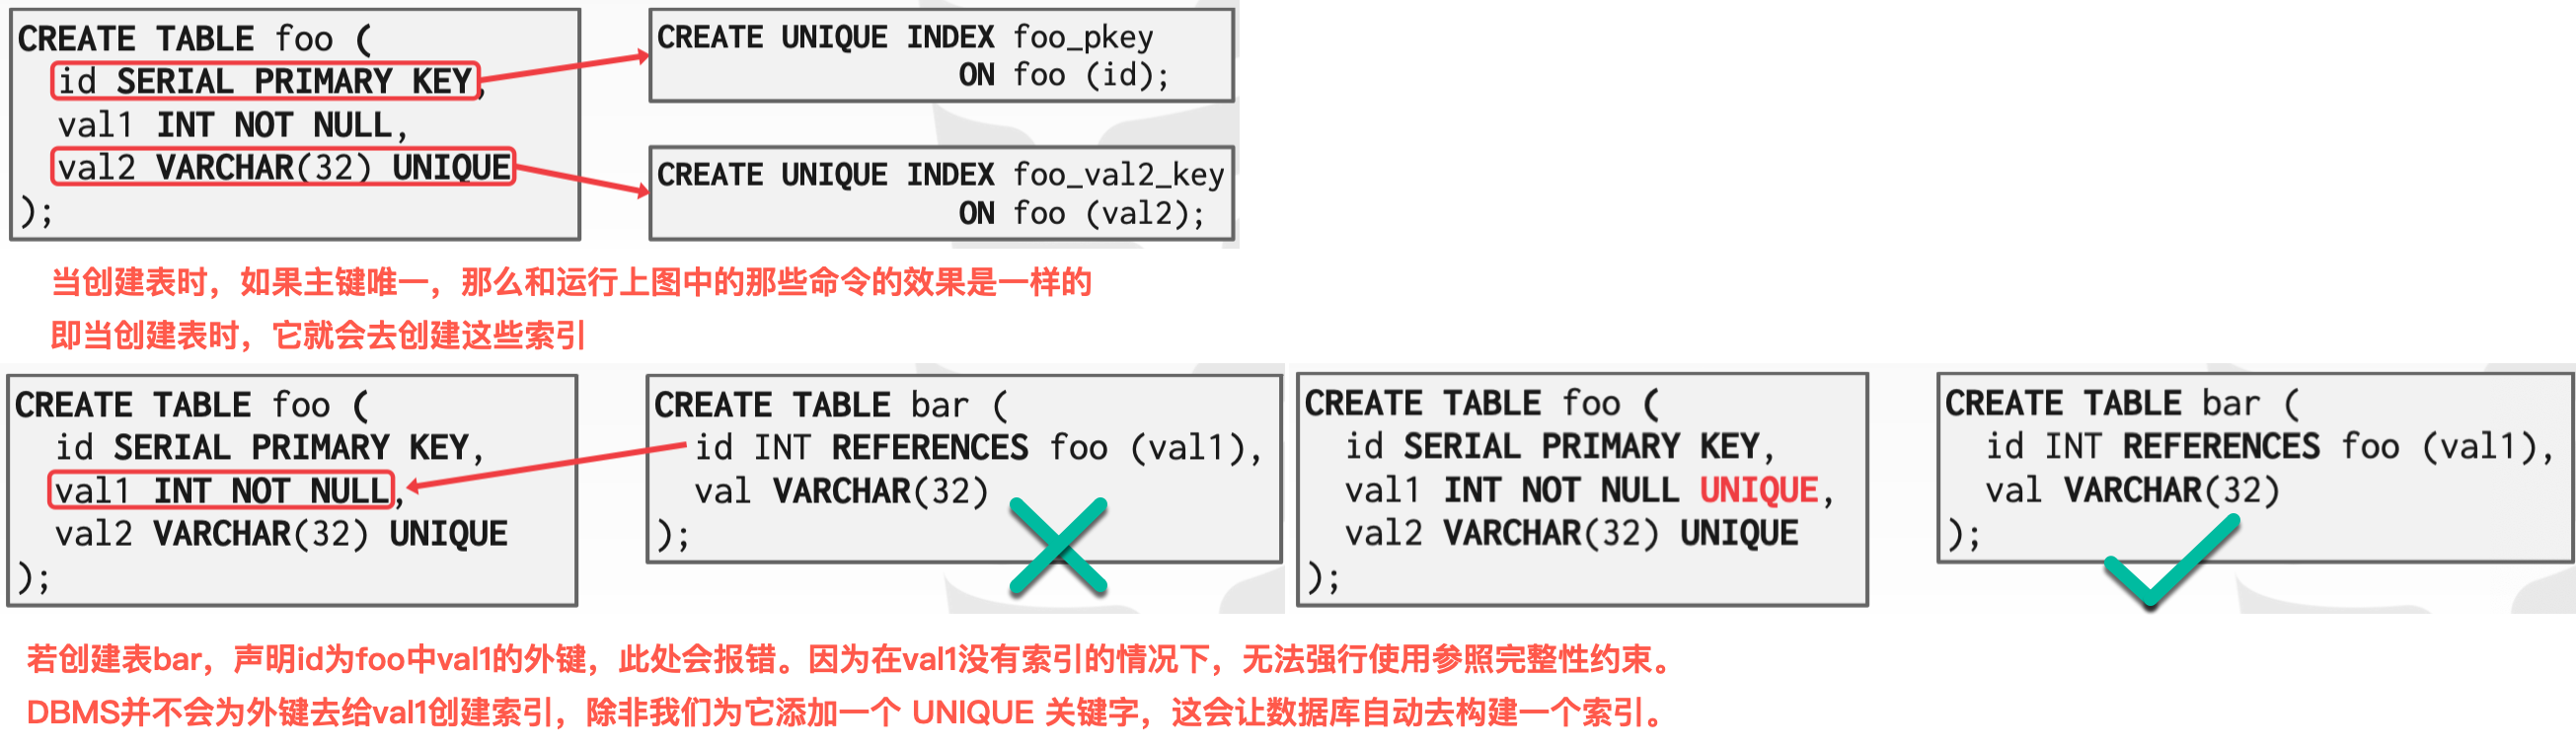 CREATE TABLE foo (
id SERIAL PRIMARY KEY,
val1 INT NOT NULL,
val2 VARCHAR(32) UNIQUE
);
CREATE UNIQUE INDEX foo_pkey
ON foo (id);
CREATE UNIQUE INDEX foo_val2_key
ON foo (val2);
当创建表时，如果主键唯一，那么和运行上图中的那些命令的效果是一样的
即当创建表时，它就会去创建这些索引
CREATE TABLE foo (
id SERIAL PRIMARY KEY,
val1 INT NOT NULL,
val2 VARCHAR(32) UNIQUE
);
CREATE TABLE bar (
id INT REFERENCES foo (val1),
val VARCHAR(32)
);
CREATE TABLE foo (
id SERIAL PRIMARY KEY,
val1 INT NOT NULL UNIQUE,
val2 VARCHAR(32) UNIQUE
);
CREATE TABLE bar (
id INT REFERENCES foo (val1),
val VARCHAR(32)
);
若创建表bar，声明id为foo中val1的外键，此处会报错。因为在val1没有索引的情况下，无法强行使用参照完整性约束。
DBMS并不会为外键去给val1创建索引，除非我们为它添加一个 UNIQUE 关键字，这会让数据库自动去构建一个索引。